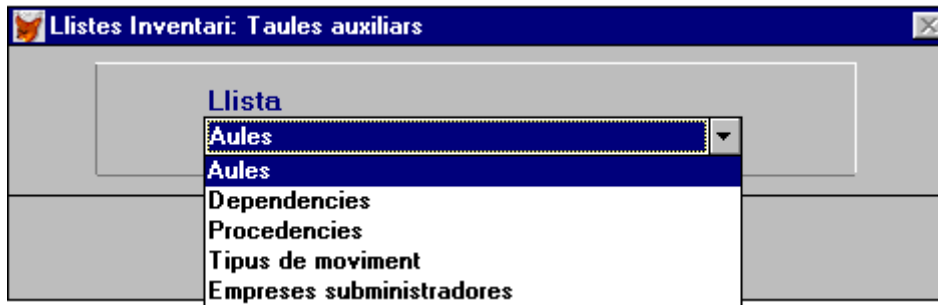 Llistes Inventari: Taules auxiliars
Llista
Aules
Aules
Dependencies
Procedencies
Tipus de moviment
Empreses subministradores